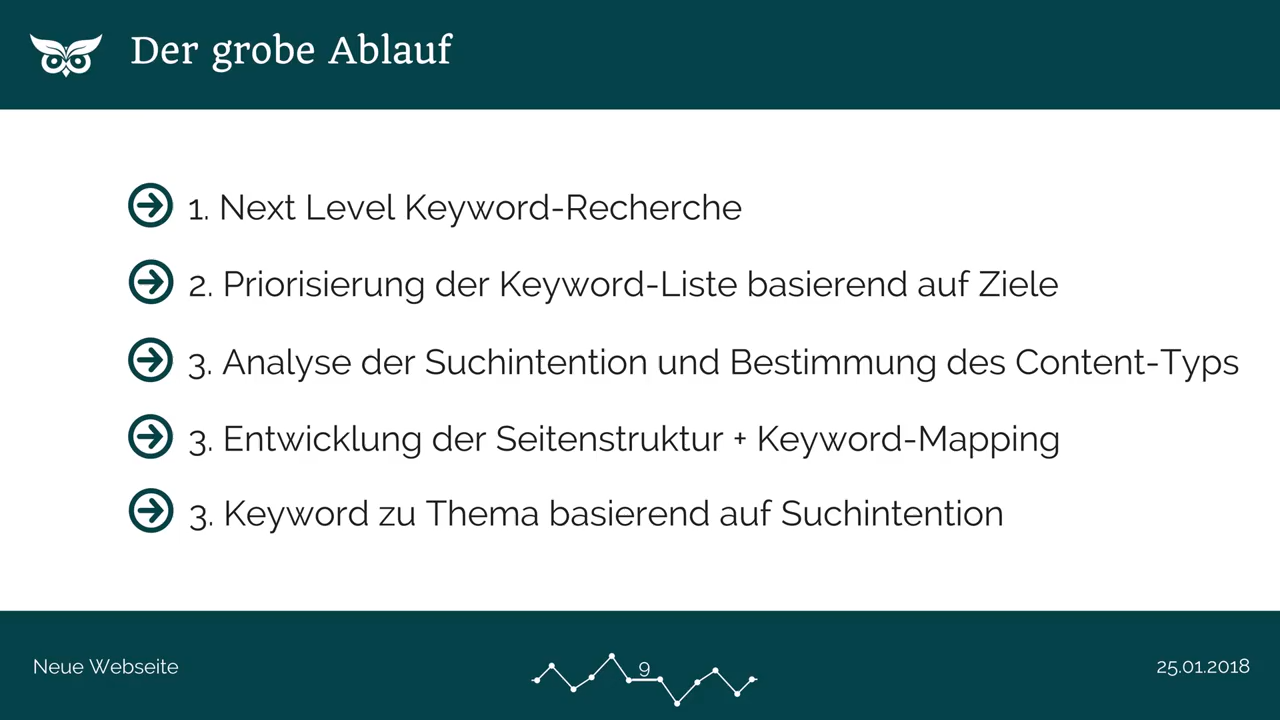 Der grobe Ablauf
1. Next Level Keyword-Recherche
2. Priorisierung der Keyword-Liste basierend auf Ziele
3. Analyse der Suchintention und Bestimmung des Content-Typs
3. Entwicklung der Seitenstruktur + Keyword-Mapping
3. Keyword zu Thema basierend auf Suchintention
Neue Webseite
9
25.01.2018